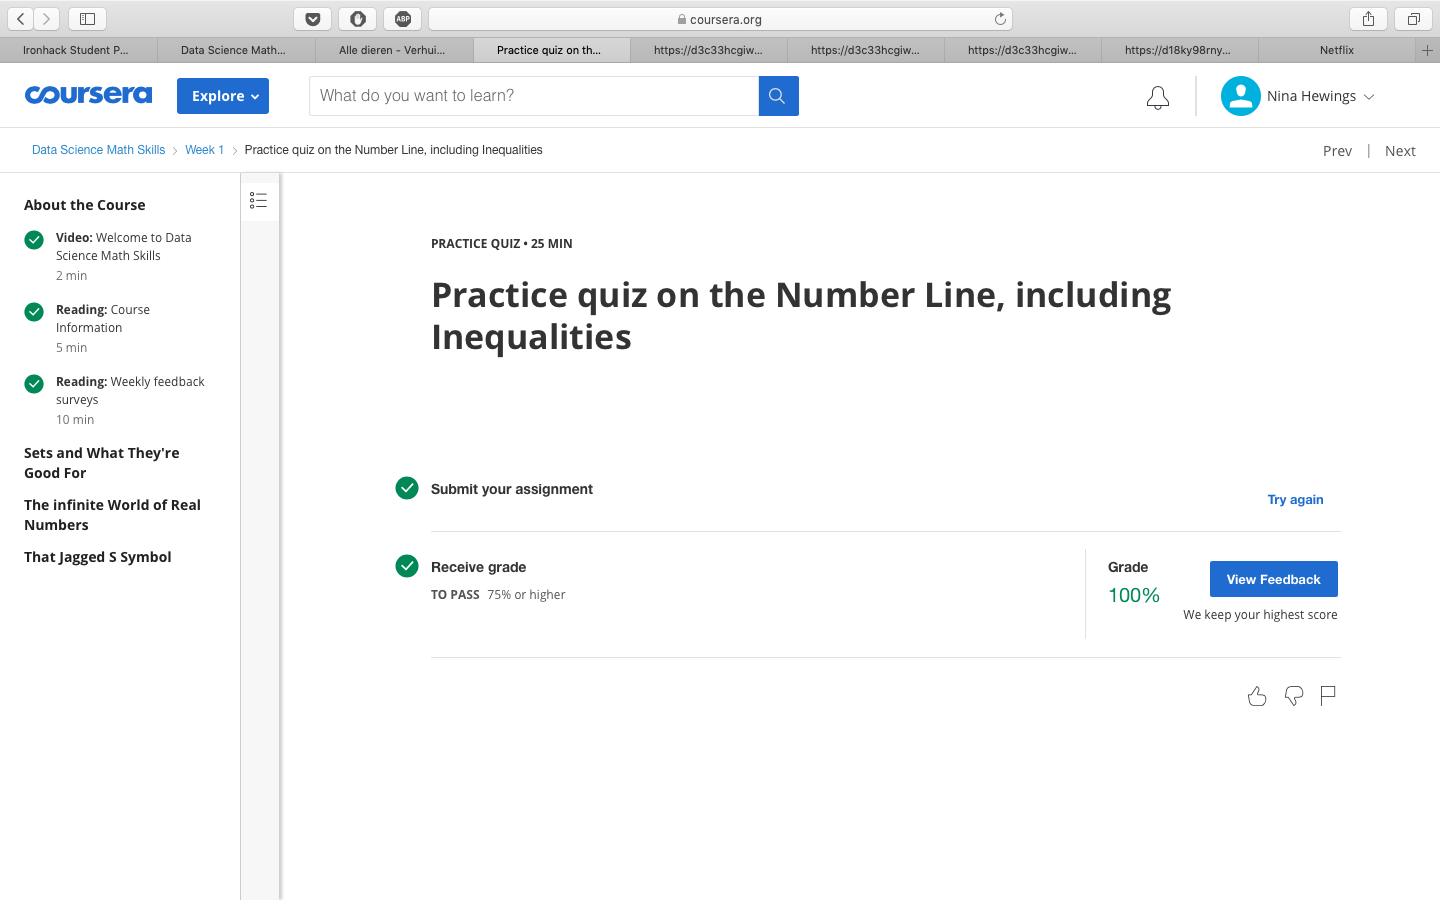 ABP
coursera.org
Ironhack Student P...
Data Science Math...
Alle dieren - Verhui...
Practice quiz on th...
https://d3c33hcgiw...
https://d3c33hcgiw...
https://d3c33hcgiw...
https://d18ky98rny...
Netflix
coursera
Explore
What do you want to learn?
Nina Hewings
Data Science Math Skills
Week 1
Practice quiz on the Number Line, including Inequalities
Prev | Next
About the Course
Video: Welcome to Data
Science Math Skills
2 min
Reading: Course
Information
5 min
Reading: Weekly feedback
surveys
10 min
Sets and What They're
Good For
The infinite World of Real
Numbers
That Jagged S Symbol
PRACTICE QUIZ • 25 MIN
Practice quiz on the Number Line, including
Inequalities
Submit your assignment
Try again
Receive grade
TO PASS 75% or higher
Grade
100%
View Feedback
We keep your highest score